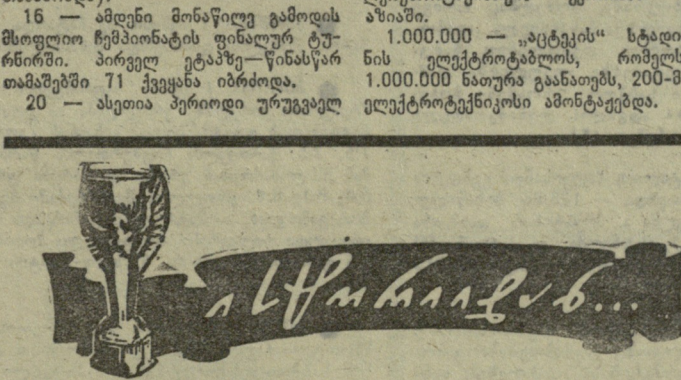 16 — ამდენი მონაწილე გამოდის
მსოფლიო ჩემპიონატის ფინალურ ტუ-
რნირში. პირველ ეტაპზე—წინასწარ
თამაშებში 71 ქვეყანა იბრძოდა.
20 — ასეთია პერიოდი ურუგვაელ
აზიაში.
1.000.000 — „აცტეკის“ სტადი
ნის ელექტროტაბლოს, რომელს
1.000.000 ნათურა გაანათებს, 200-მ
ელექტროტექნიკოსი ამონტაჟებდა.
ისტორიიდან...